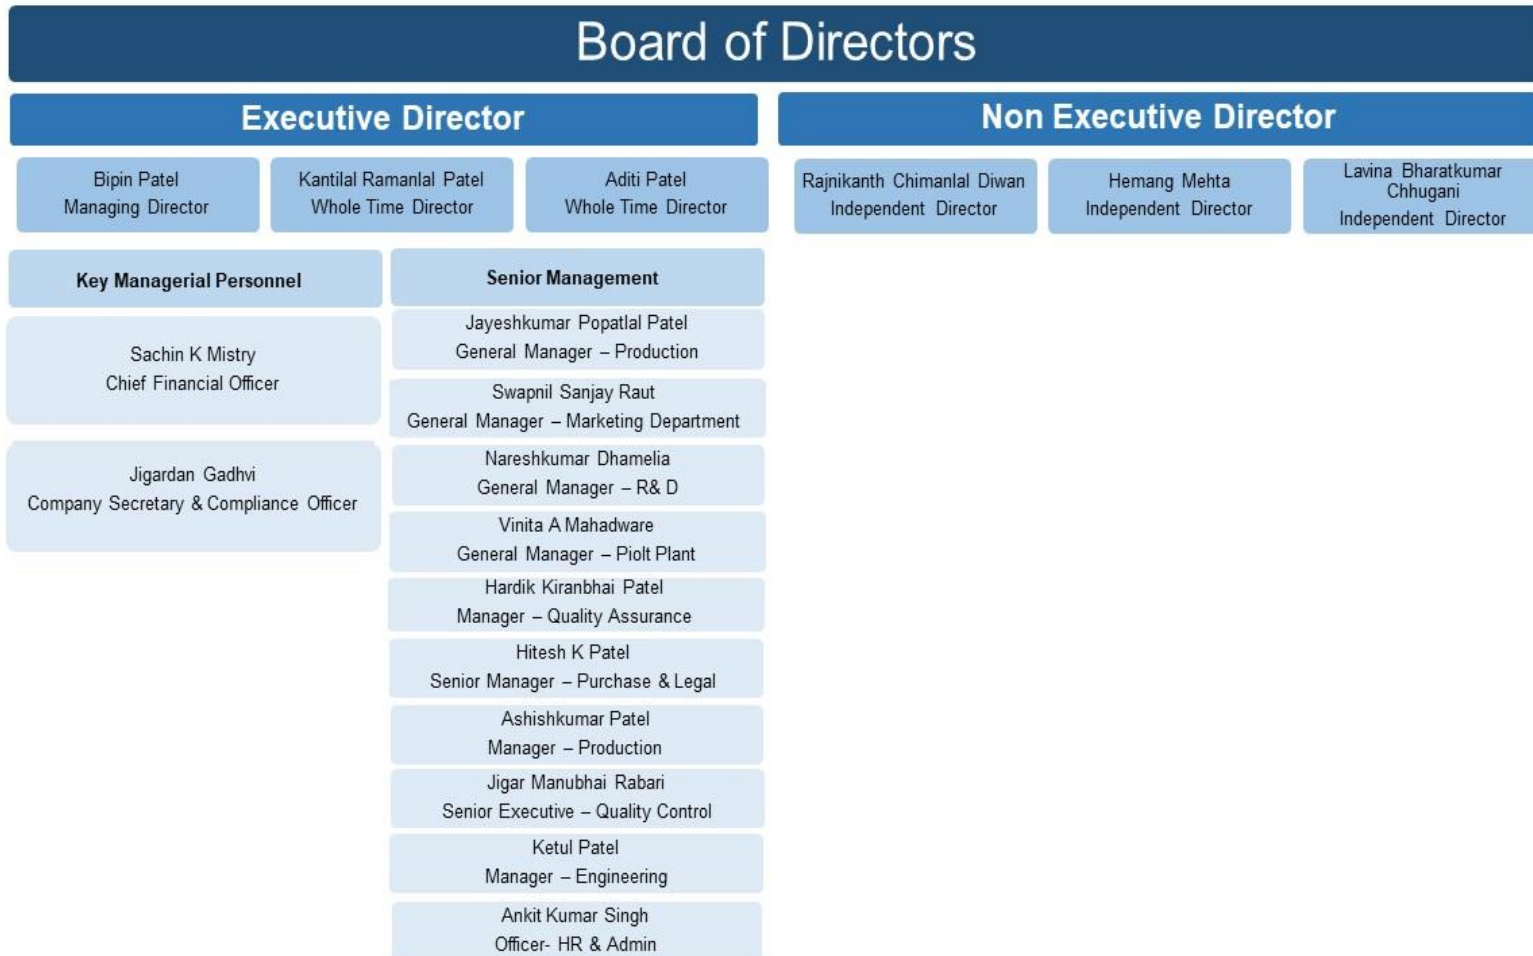 Board of Directors
Executive Director
Non Executive Director
Bipin Patel
Managing Director
Kantilal Ramanlal Patel
Whole Time Director
Aditi Patel
Whole Time Director
Rajnikanth Chimanlal Diwan
Independent Director
Hemang Mehta
Independent Director
Lavina Bharatkumar
Chhugani
Independent Director
Key Managerial Personnel
Sachin K Mistry
Chief Financial Officer
Jigardan Gadhvi
Company Secretary & Compliance Officer
Senior Management
Jayeshkumar Popatlal Patel
General Manager – Production
Swapnil Sanjay Raut
General Manager – Marketing Department
Nareshkumar Dhamelia
General Manager – R& D
Vinita A Mahadware
General Manager – Piolt Plant
Hardik Kiranbhai Patel
Manager – Quality Assurance
Hitesh K Patel
Senior Manager – Purchase & Legal
Ashishkumar Patel
Manager – Production
Jigar Manubhai Rabari
Senior Executive – Quality Control
Ketul Patel
Manager – Engineering
Ankit Kumar Singh
Officer- HR & Admin